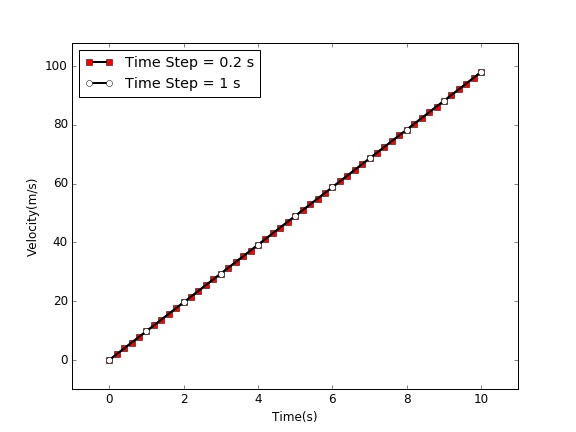 Time Step = 0.2 s
Time Step = 1 s
100
80
60
40
20
0
Velocity(m/s)
0 2 4 6 8 10
Time(s)